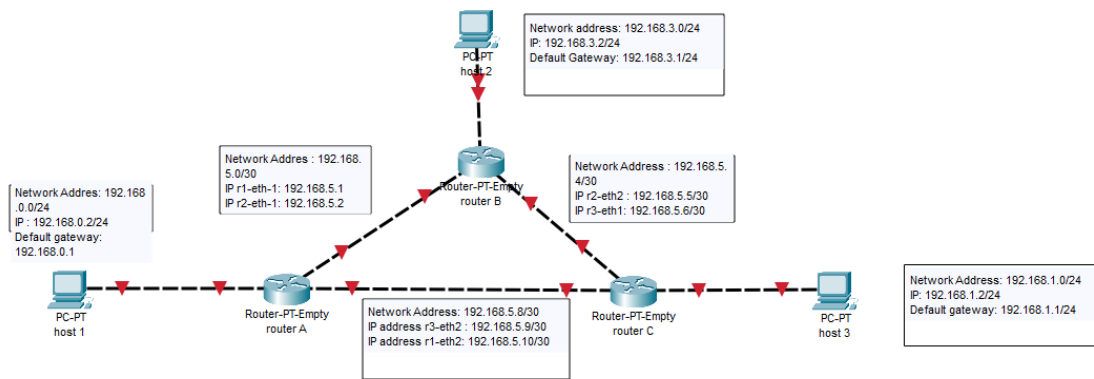 Network address: 192.168.3.0/24
IP: 192.168.3.2/24
Default Gateway: 192.168.3.1/24
PC-PT
host 2
Network Addres : 192.168.
5.0/30
IP r1-eth-1: 192.168.5.1
IP r2-eth-1: 192.168.5.2
Router-PT-Empty
router B
Network Address : 192.168.5.
4/30
IP r2-eth2 : 192.168.5.5/30
IP r3-eth1: 192.168.5.6/30
Network Addres: 192.168
.0.0/24
IP : 192.168.0.2/24
Default gateway:
192.168.0.1
PC-PT
host 1
Router-PT-Empty
router A
Network Address: 192.168.5.8/30
IP address r3-eth2 : 192.168.5.9/30
IP address r1-eth2: 192.168.5.10/30
Router-PT-Empty
router C
PC-PT
host 3
Network Address: 192.168.1.0/24
IP: 192.168.1.2/24
Default gateway: 192.168.1.1/24